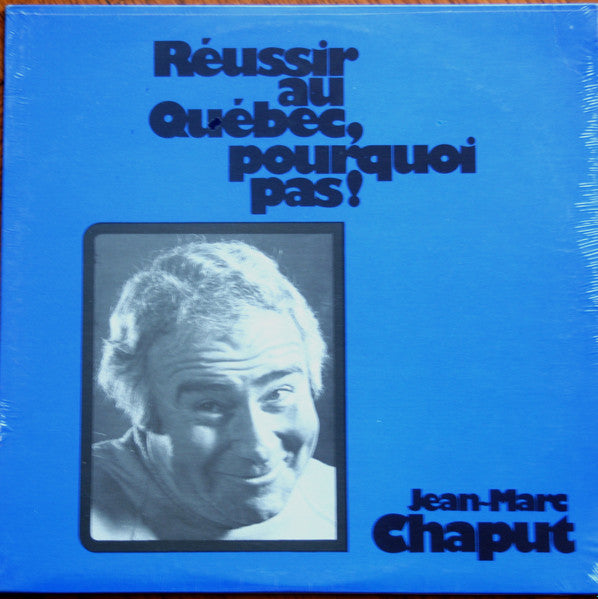 Réussir
au
Québec,
pourquoi
pas!
Jean-Marc
Chaput